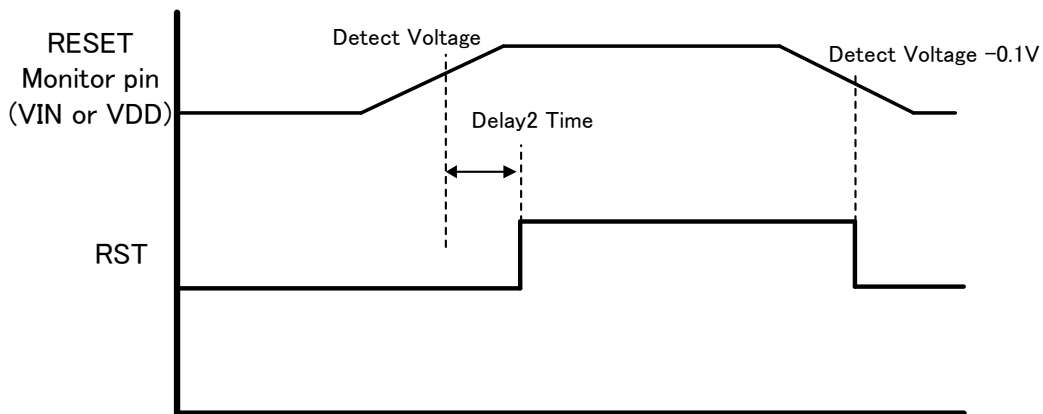 RESET
Monitor pin
(VIN or VDD)
Detect Voltage
Detect Voltage -0.1V
Delay2 Time
RST